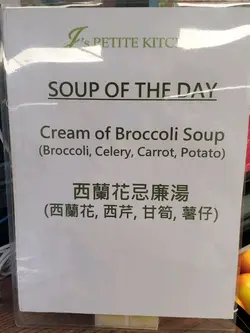 J's PETITE KITCH
SOUP OF THE DAY
Cream of Broccoli Soup
(Broccoli, Celery, Carrot, Potato)
西蘭花忌廉湯
(西蘭花, 西芹, 甘筍, 薯仔)